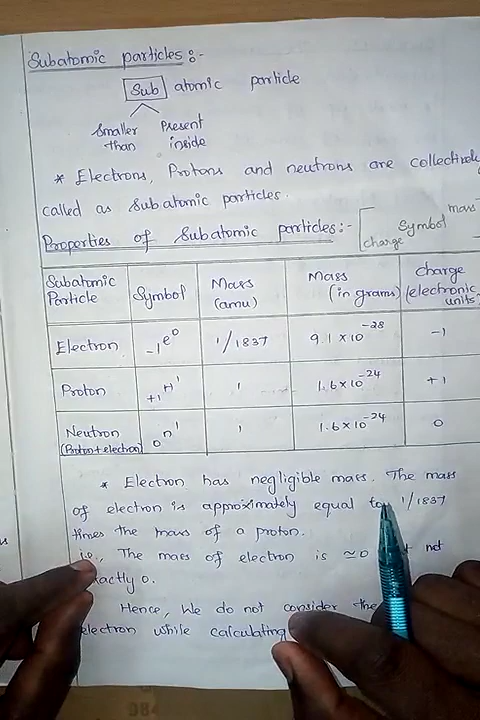 Subatomic particles :-
Sub atomic particle
Smaller than
Present inside
* Electrons, Protons and neutrons are collectively
called as Subatomic particles.
Properties of Subatomic particles :- [charge Symbol mass
Subatomic Particle | Symbol | Mass (amu) | Mass (in grams) | Charge (electronic units)
Electron | ₋₁e⁰ | 1/1837 | 9.1 × 10⁻²⁸ | -1
Proton | ₊₁H¹ | 1 | 1.6 × 10⁻²⁴ | +1
Neutron (Proton + electron) | ₀n¹ | 1 | 1.6 × 10⁻²⁴ | 0
* Electron has negligible mass. The mass
of electron is approximately equal to 1/1837
times the mass of a proton.
i.e., The mass of electron is ≃0 not
exactly 0.
Hence, We do not consider the
electron while calculating